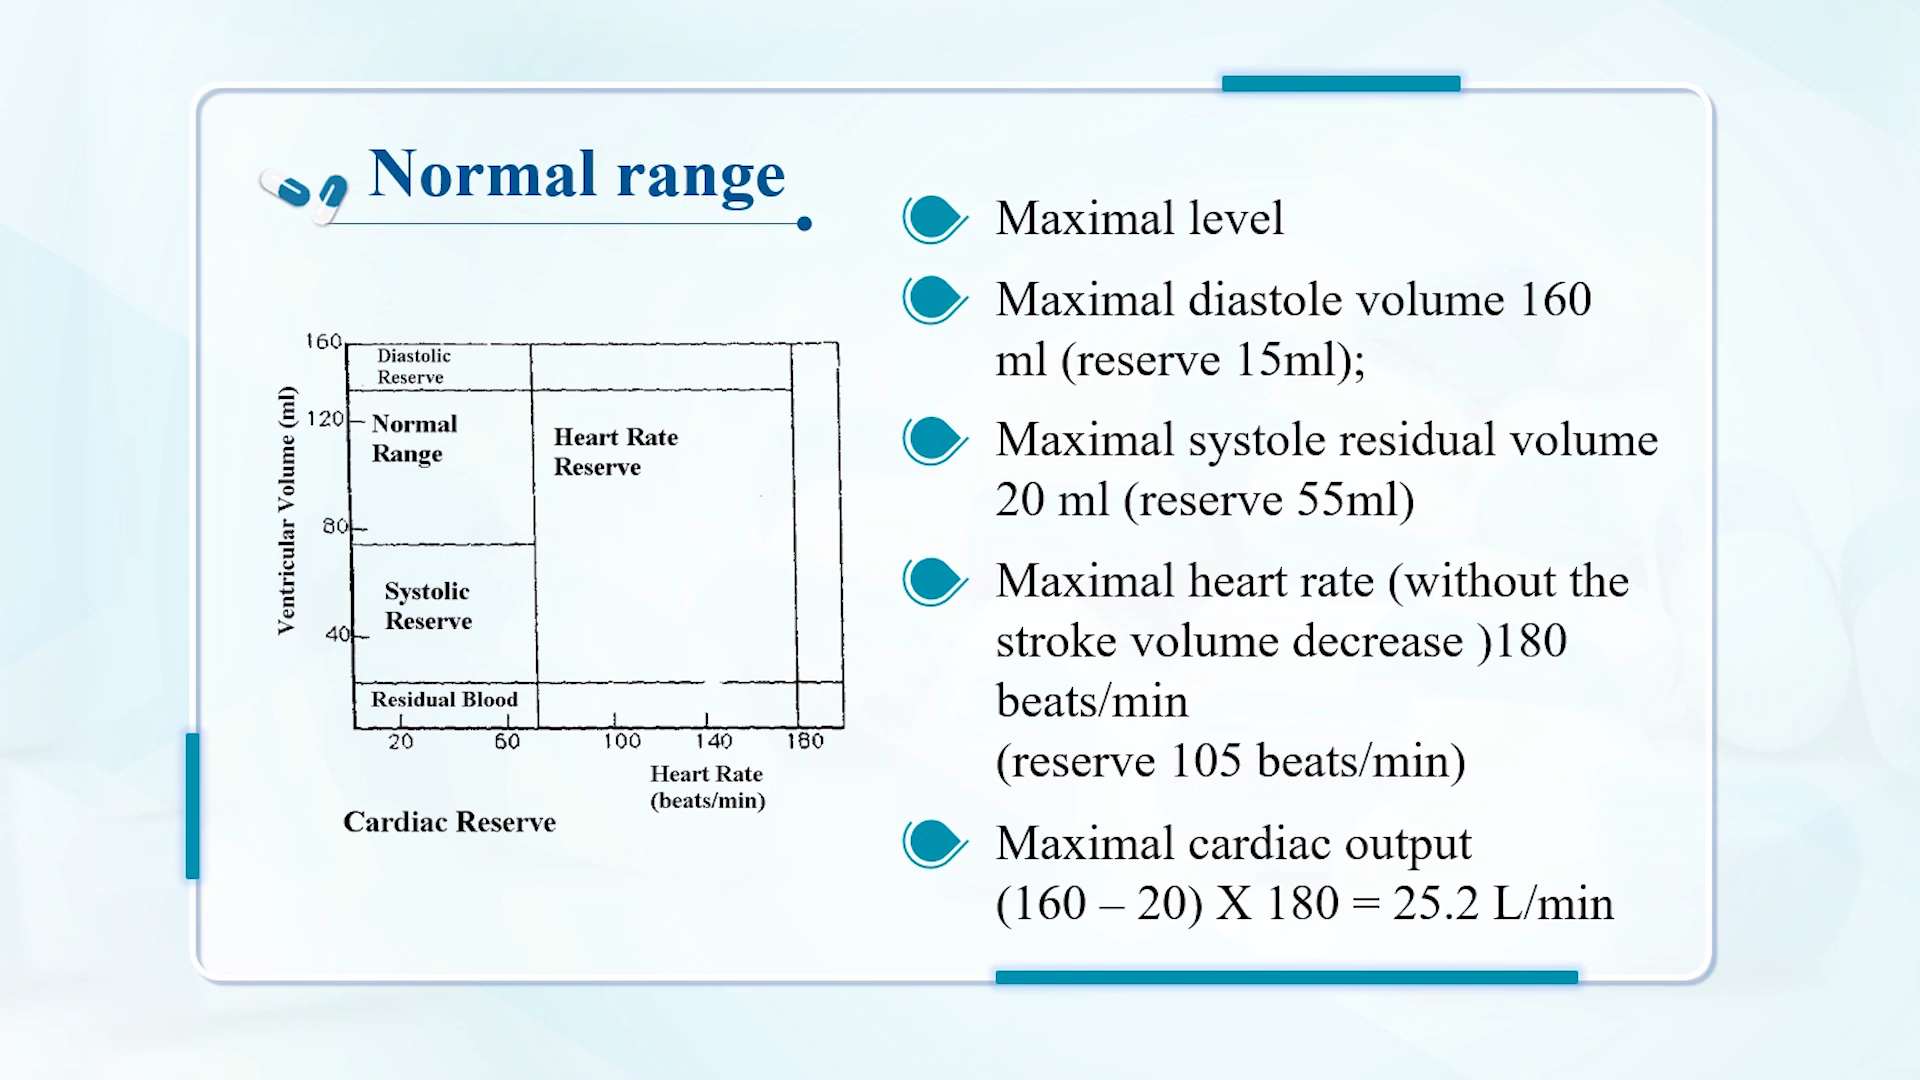 Normal range
160
Diastolic
Reserve
120
Normal
Range
Heart Rate
Reserve
80
Systolic
Reserve
40
Residual Blood
20 60 100 140 180
Ventricular Volume (ml)
Heart Rate
(beats/min)
Cardiac Reserve
Maximal level
Maximal diastole volume 160
ml (reserve 15ml);
Maximal systole residual volume
20 ml (reserve 55ml)
Maximal heart rate (without the
stroke volume decrease )180
beats/min
(reserve 105 beats/min)
Maximal cardiac output
(160 – 20) X 180 = 25.2 L/min